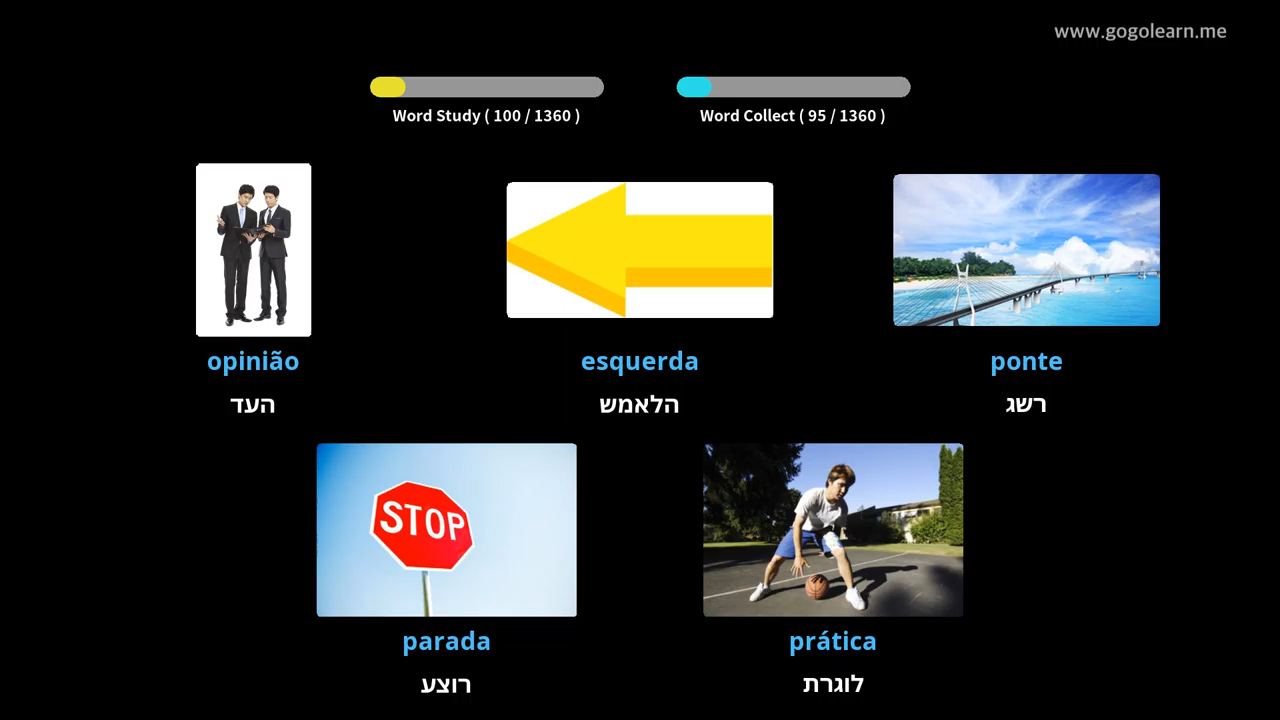 www.gogolearn.me
Word Study ( 100 / 1360 )
Word Collect ( 95 / 1360 )
opinião
esquerda
ponte
העד
הלאמש
רשג
STOP
parada
prática
רוצע
לוגרת